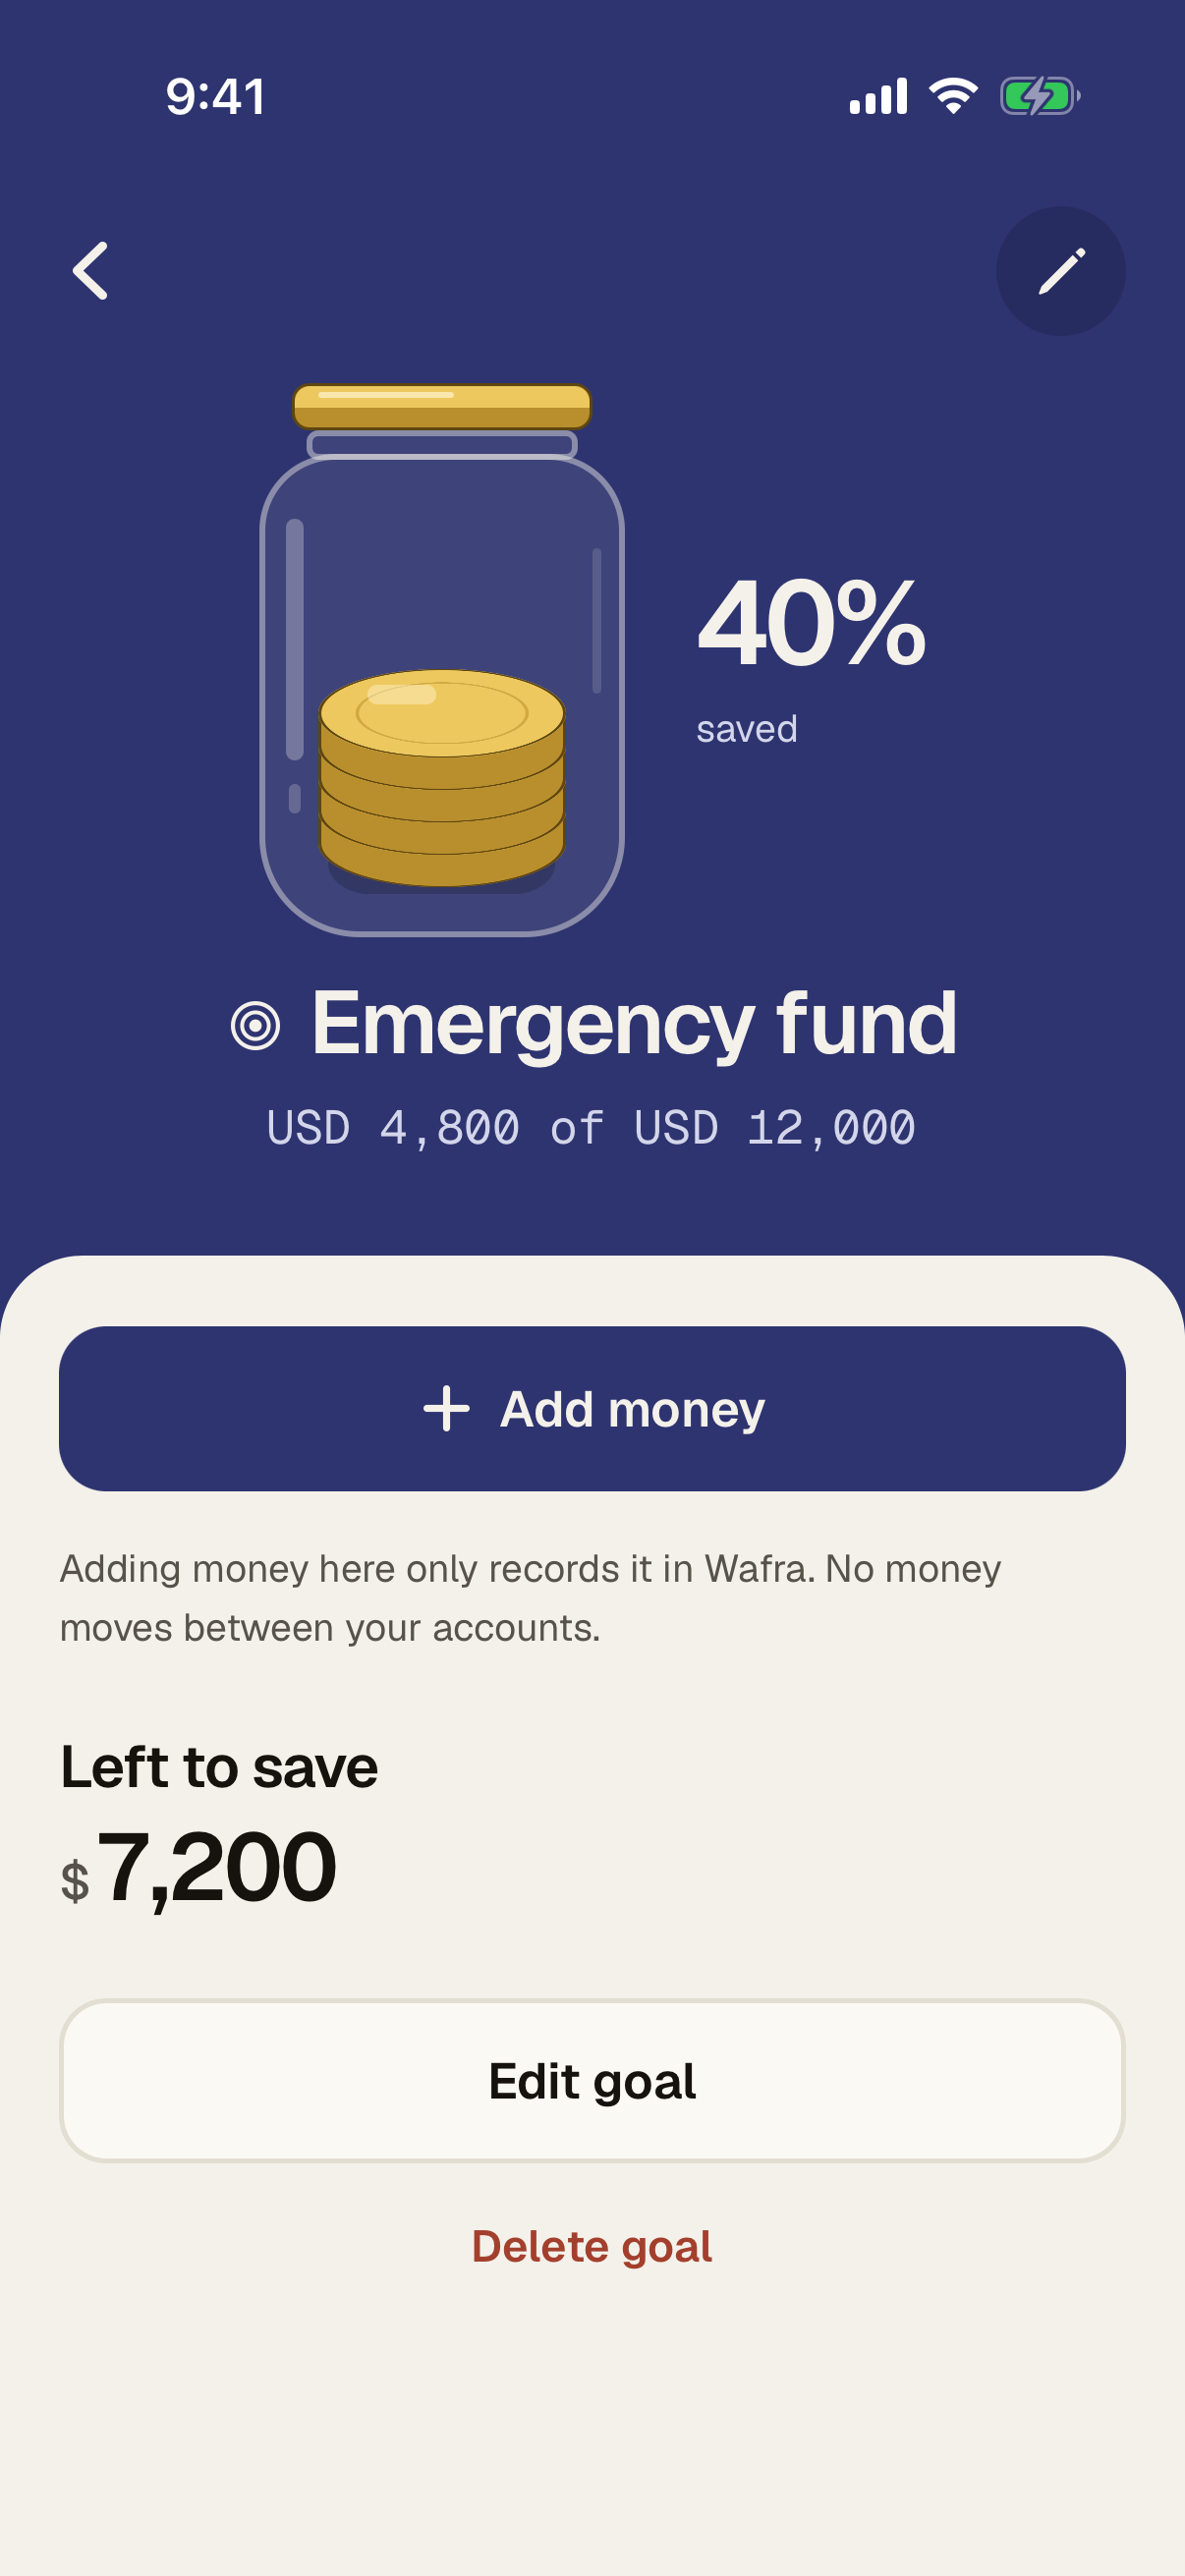 9:41
40%
saved
Emergency fund
USD 4,800 of USD 12,000
Add money
Adding money here only records it in Wafra. No money
moves between your accounts.
Left to save
$7,200
Edit goal
Delete goal